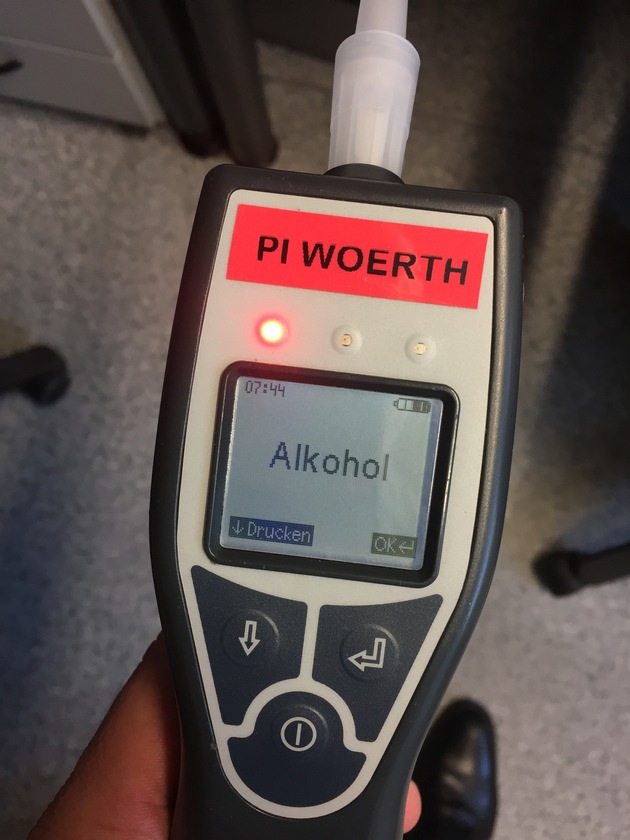 PI WOERTH
07:44
Alkohol
↓Drucken OK↵